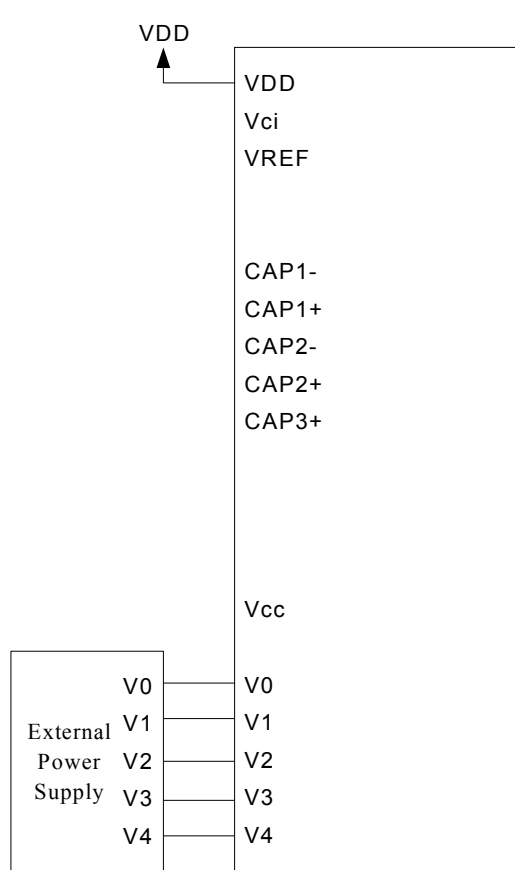 VDD
VDD
Vci
VREF
CAP1-
CAP1+
CAP2-
CAP2+
CAP3+
Vcc
External
Power
Supply
V0
V1
V2
V3
V4
V0
V1
V2
V3
V4